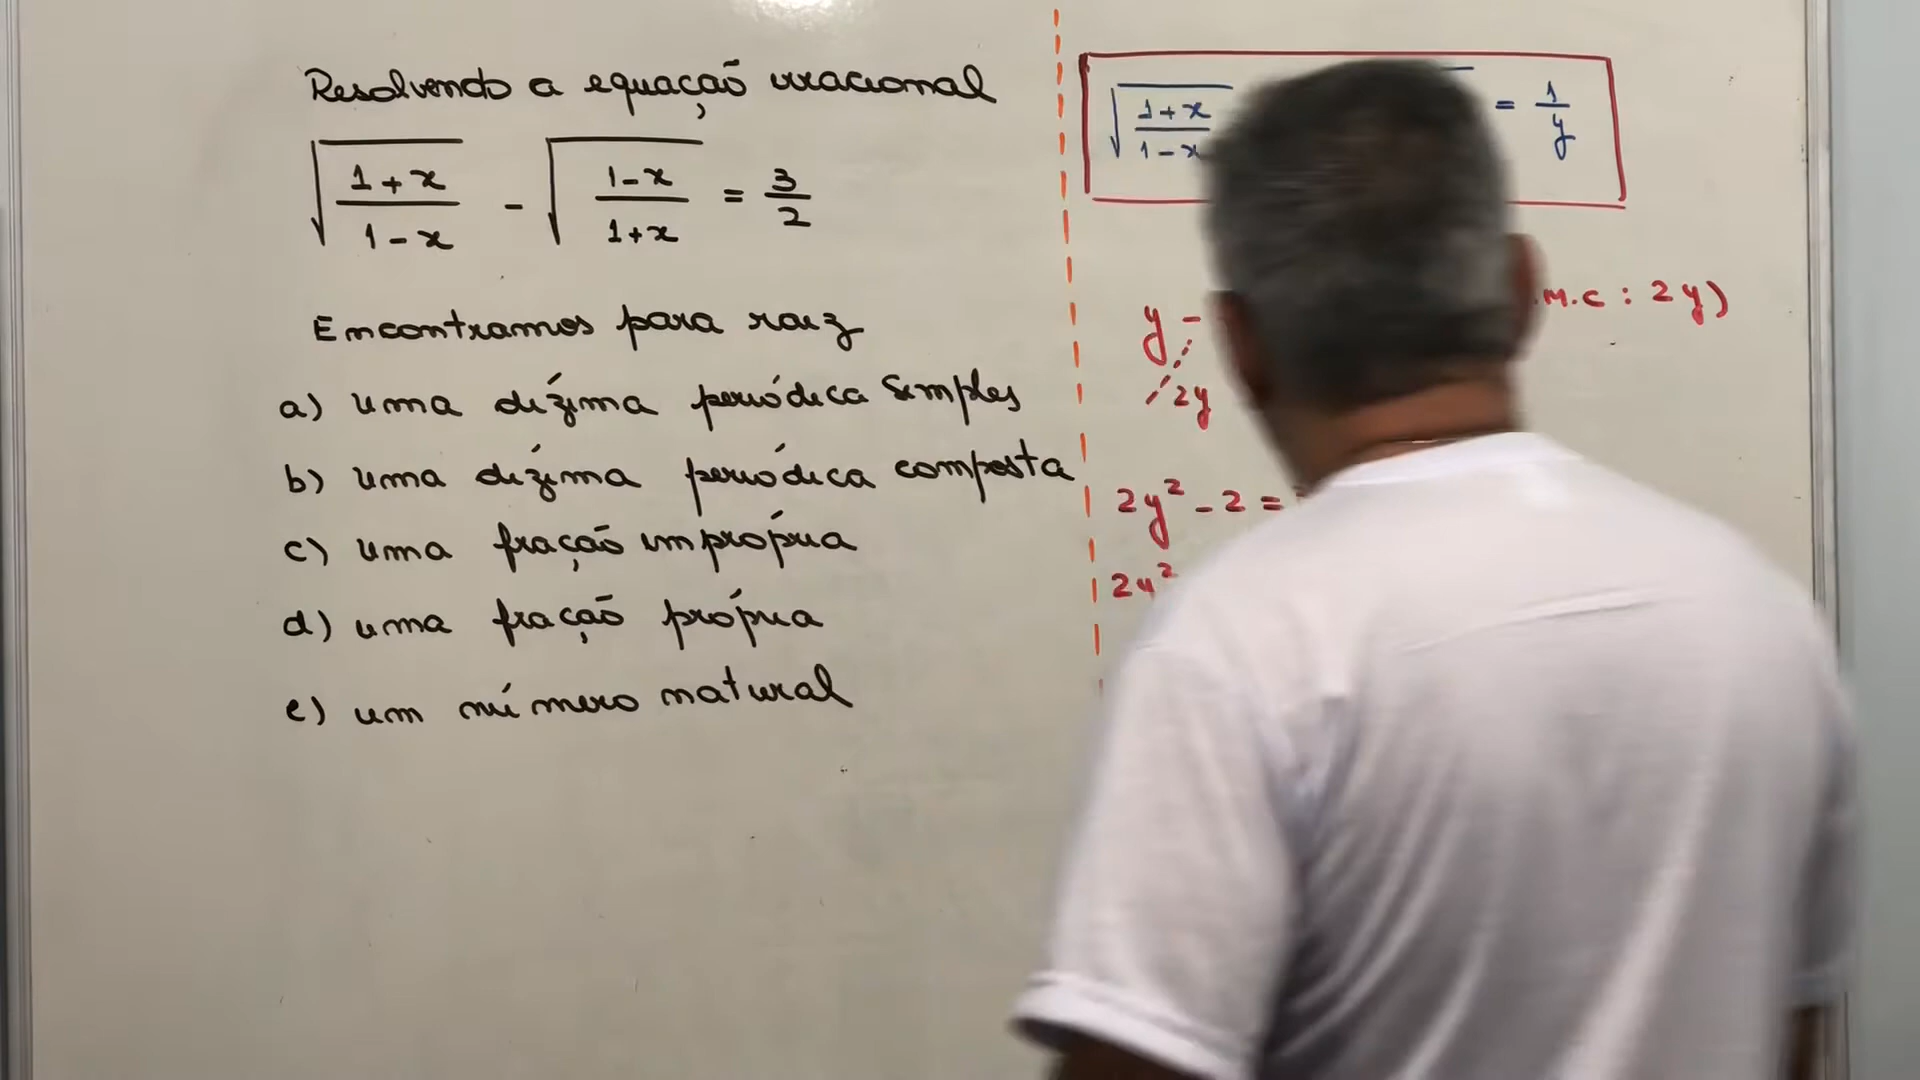 Resolvendo a equação irracional
√(1+x/1-x) - √(1-x/1+x) = 3/2
Encontramos para raiz
a) uma dízima periódica simples
b) uma dízima periódica composta
c) uma fração imprópria
d) uma fração própria
e) um número natural
√(1+x/1-x = 1/y
y - .M.C : 2y)
2y
2y² - 2 =
2y²